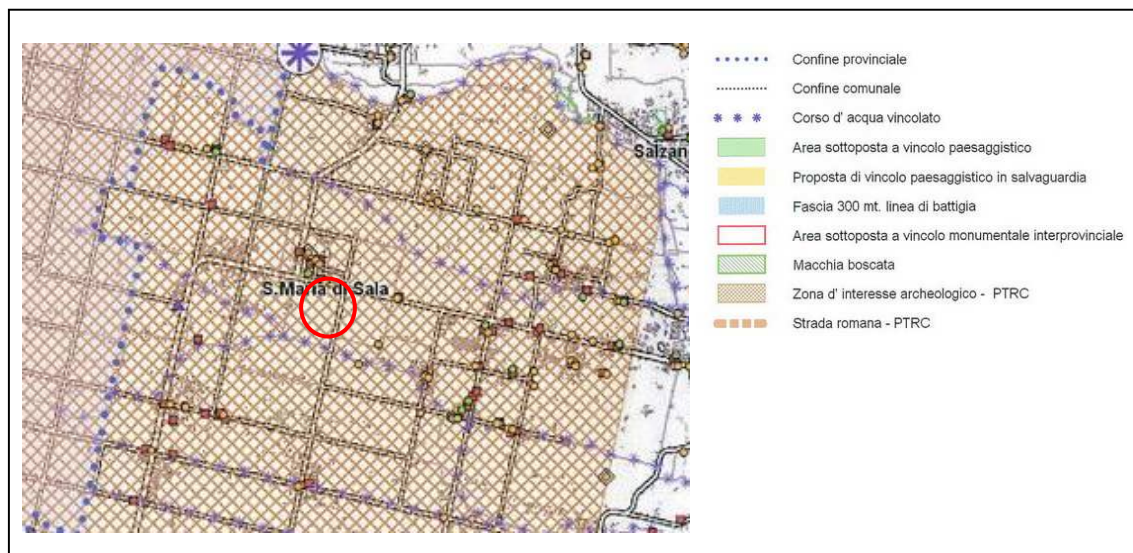 Salzan
S.Maria di Sala
Confine provinciale
Confine comunale
Corso d' acqua vincolato
Area sottoposta a vincolo paesaggistico
Proposta di vincolo paesaggistico in salvaguardia
Fascia 300 mt. linea di battigia
Area sottoposta a vincolo monumentale interprovinciale
Macchia boscata
Zona d' interesse archeologico - PTRC
Strada romana - PTRC